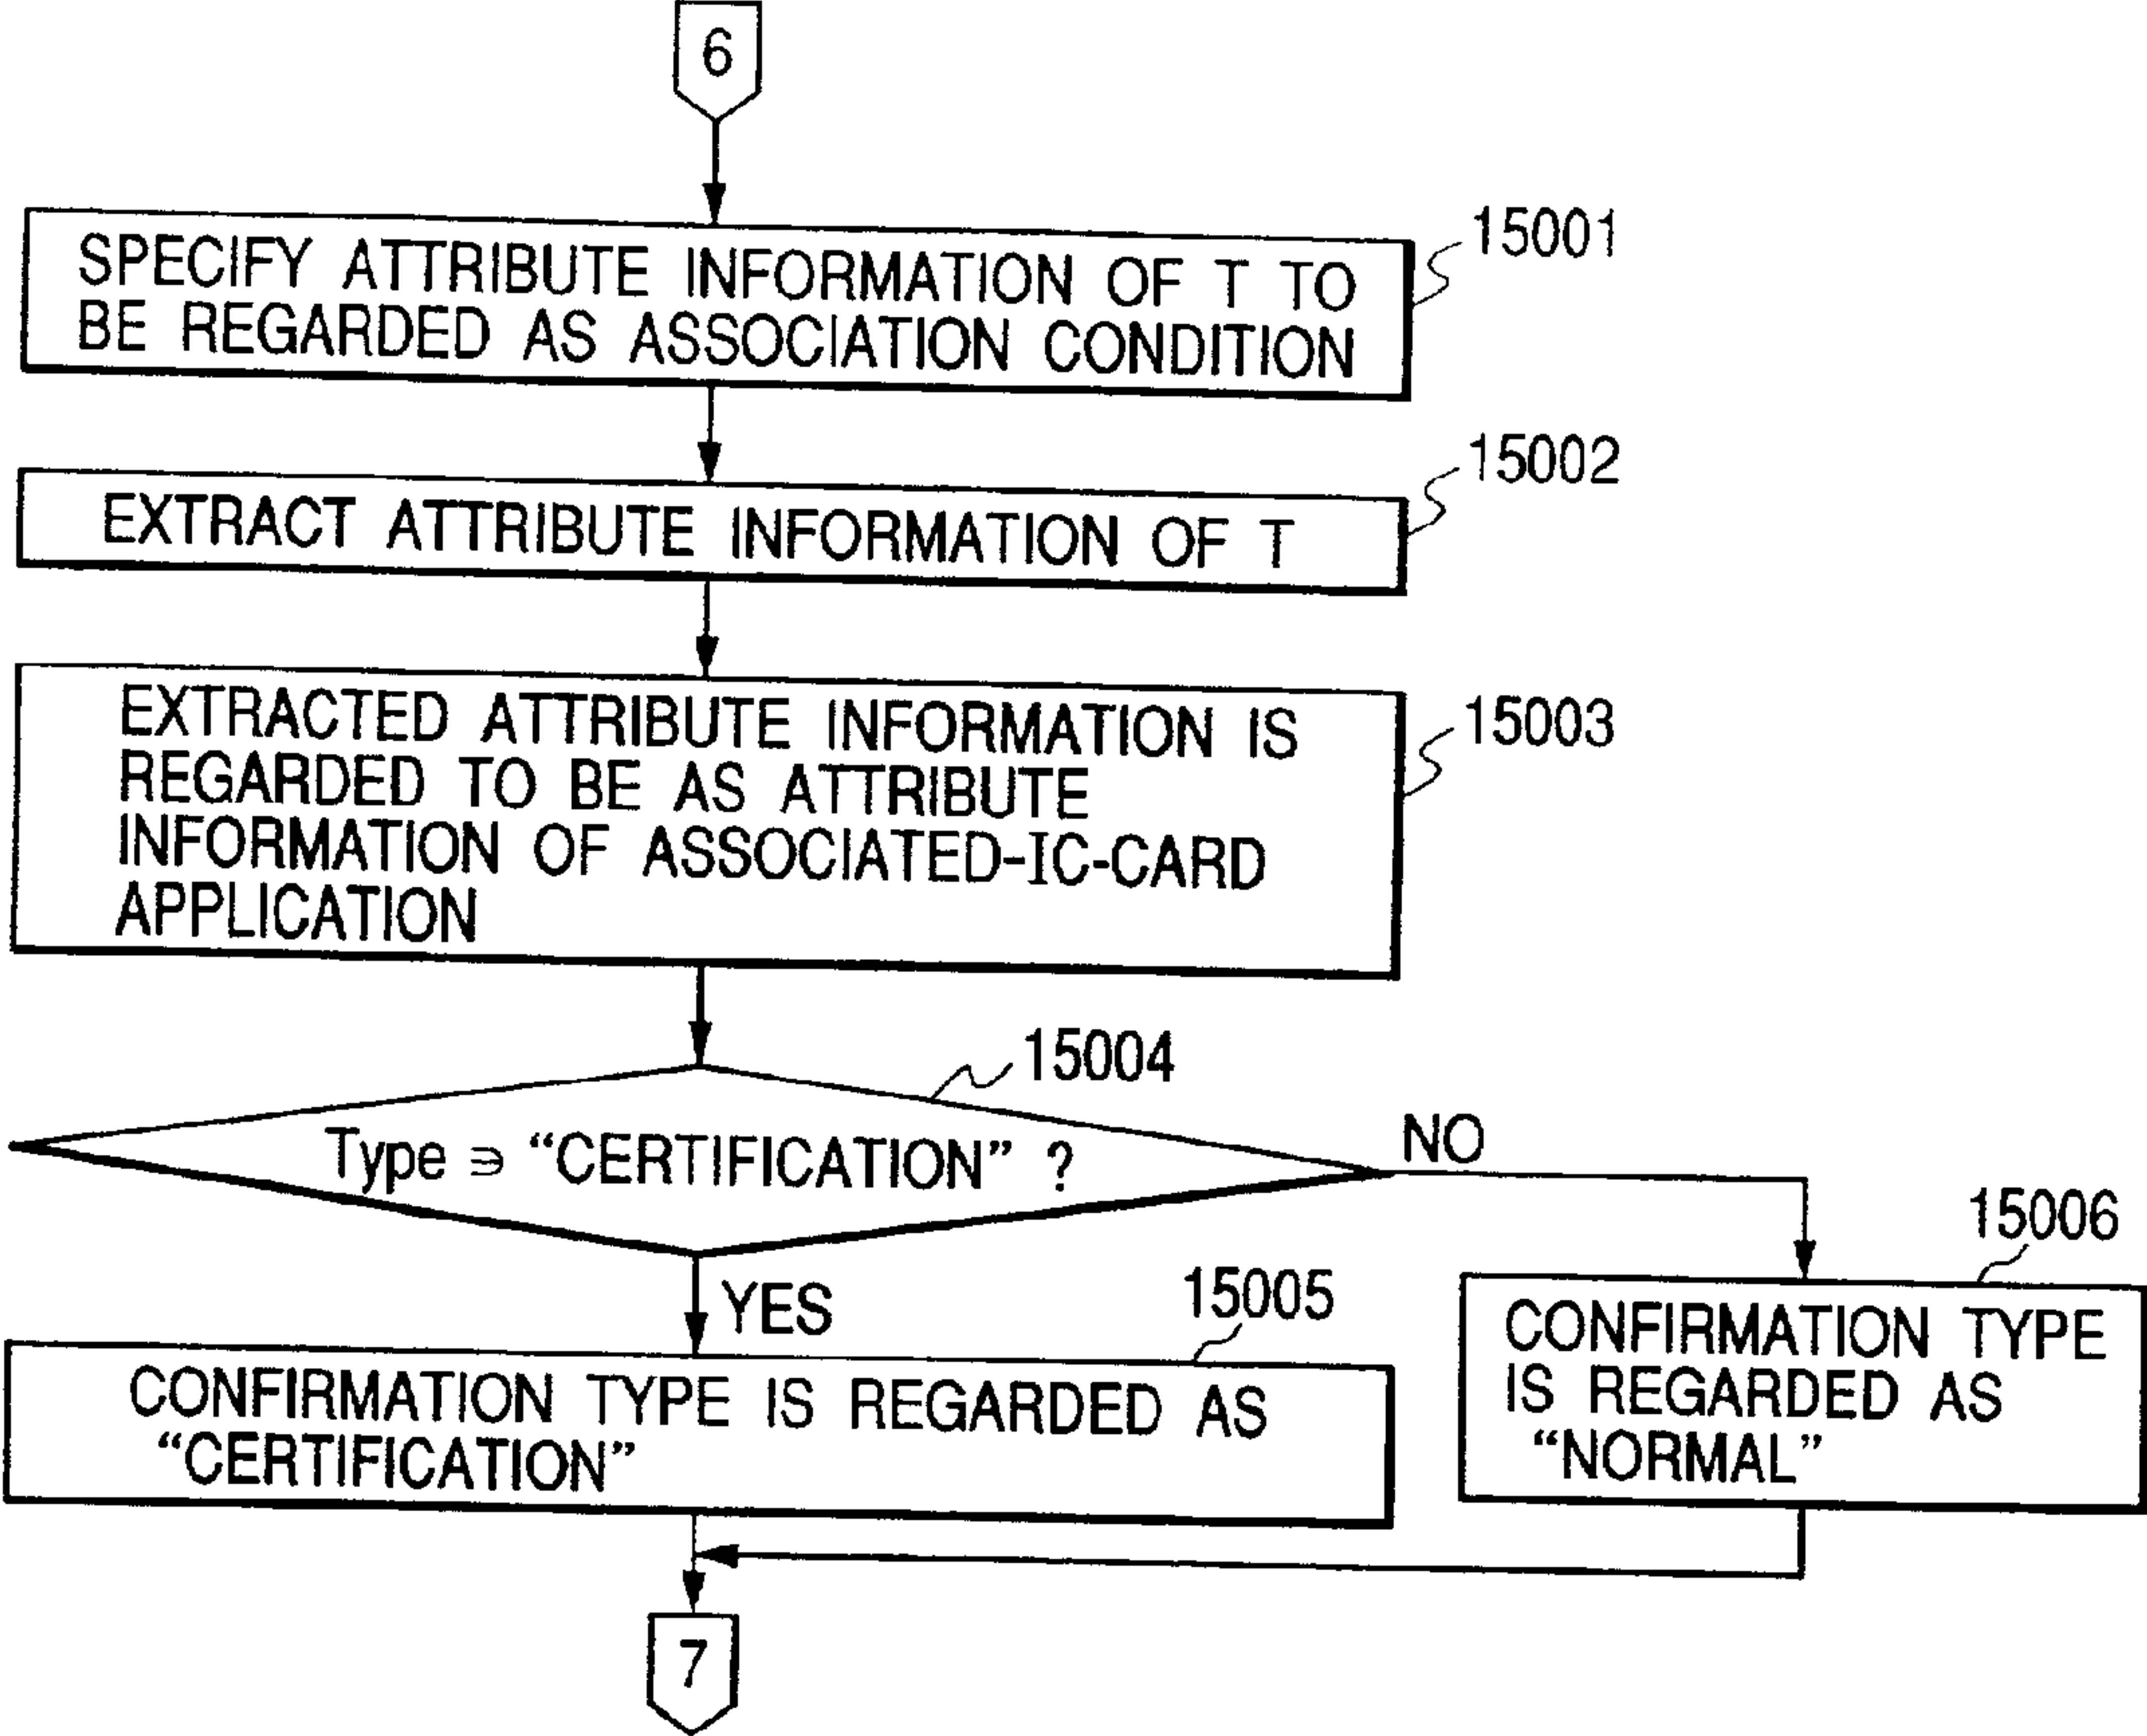 6
15001
SPECIFY ATTRIBUTE INFORMATION OF T TO
BE REGARDED AS ASSOCIATION CONDITION
15002
EXTRACT ATTRIBUTE INFORMATION OF T
15003
EXTRACTED ATTRIBUTE INFORMATION IS
REGARDED TO BE AS ATTRIBUTE
INFORMATION OF ASSOCIATED-IC-CARD
APPLICATION
15004
Type ∋ “CERTIFICATION” ?
NO
YES
15005
CONFIRMATION TYPE IS REGARDED AS
“CERTIFICATION”
15006
CONFIRMATION TYPE
IS REGARDED AS
“NORMAL”
7